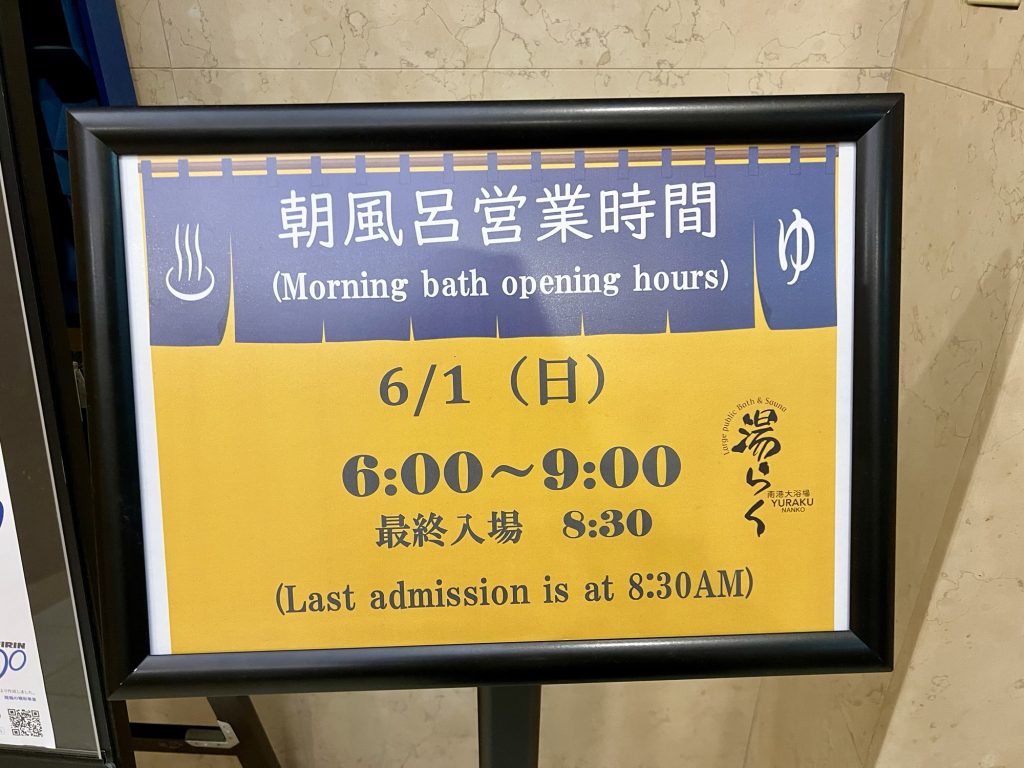 朝風呂営業時間
ゆ
(Morning bath opening hours)
6/1 (日)
6:00~9:00
最終入場 8:30
(Last admission is at 8:30AM)
Large public Bath & Sauna
湯らく
南港大浴場
YURAKU
NANKO